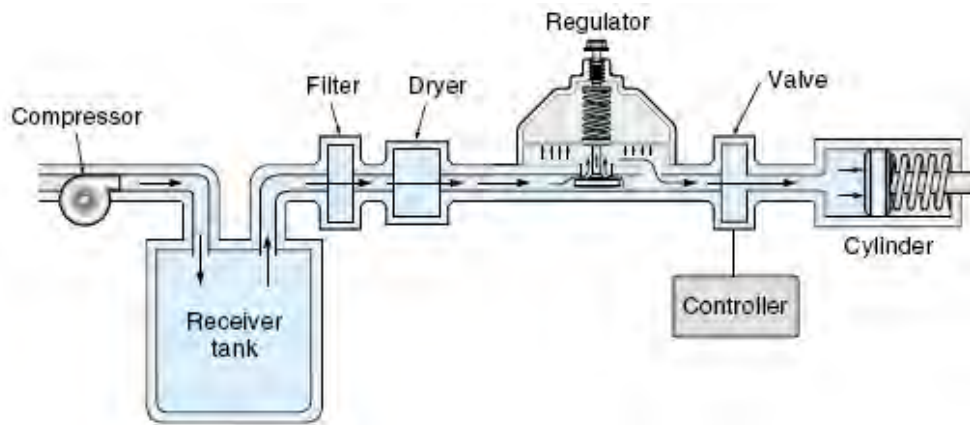 Regulator
Filter
Dryer
Valve
Compressor
Cylinder
Controller
Receiver
tank